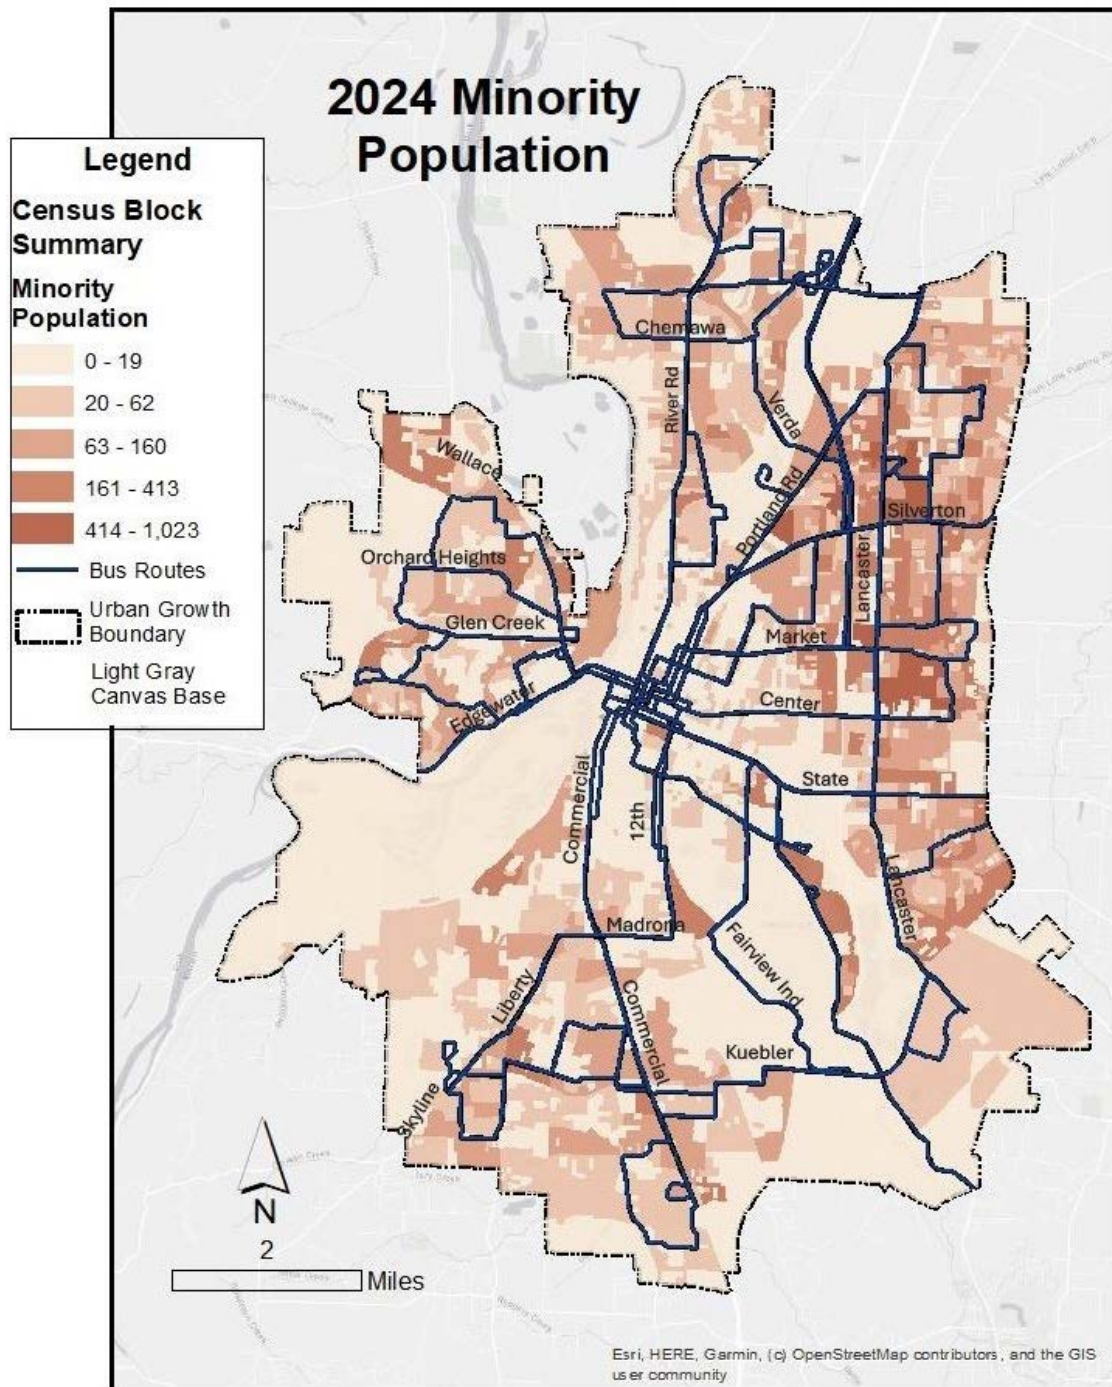 2024 Minority
Population
Legend
Census Block
Summary
Minority
Population
0 - 19
20 - 62
63 - 160
161 - 413
414 - 1,023
Bus Routes
Urban Growth
Boundary
Light Gray
Canvas Base
Chemawa
River Rd
Verda
Wallace
Portland Rd
Silverton
Orchard Heights
Lancaster
Glen Creek
Market
Edgewater
Center
State
Commercial
12th
Lancaster
Madrona
Fairview Ind
Liberty
Commercial
Kuebler
Skyline
N
2
Miles
Esri, HERE, Garmin, (c) OpenStreetMap contributors, and the GIS
user community